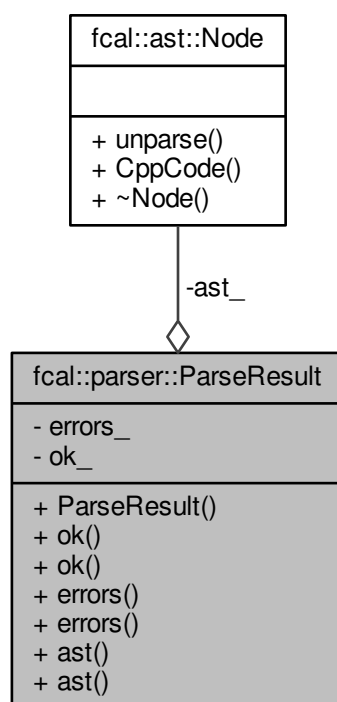 fcal::ast::Node
+ unparse()
+ CppCode()
+ ~Node()
-ast_
fcal::parser::ParseResult
- errors_
- ok_
+ ParseResult()
+ ok()
+ ok()
+ errors()
+ errors()
+ ast()
+ ast()